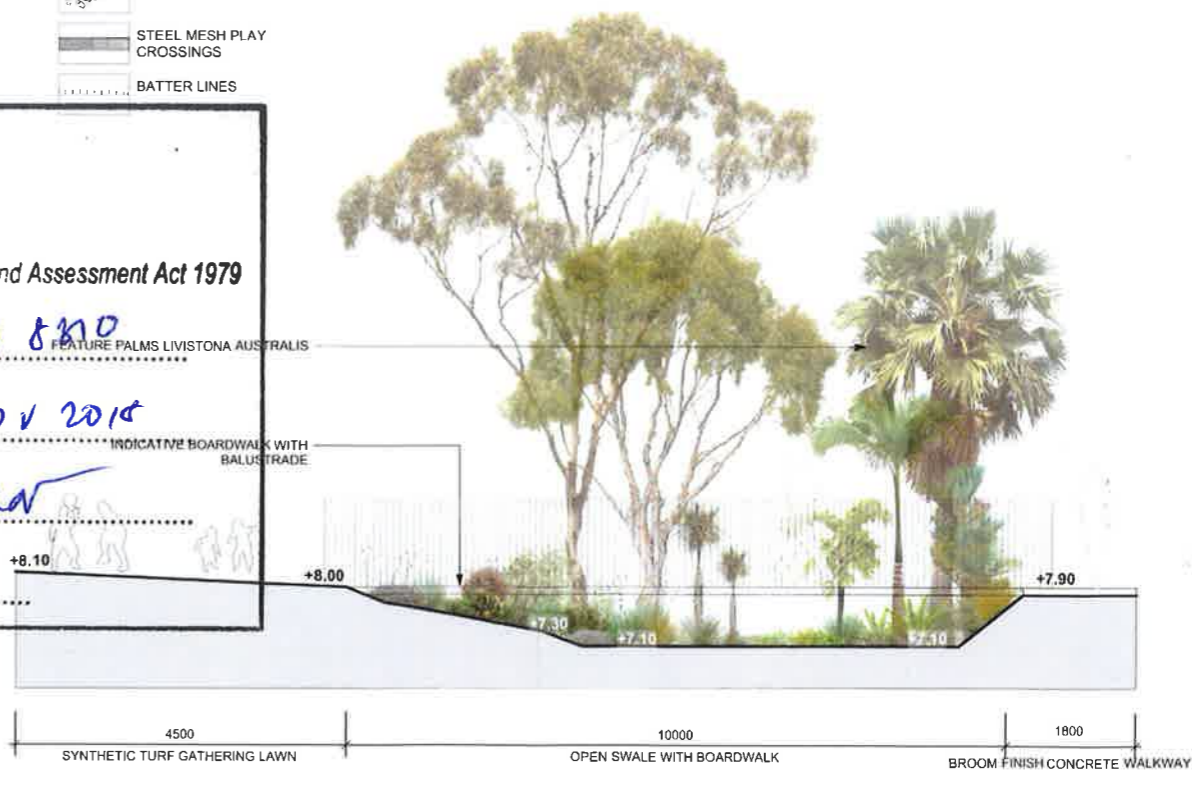 STEEL MESH PLAY
CROSSINGS
BATTER LINES
nd Assessment Act 1979
FEATURE PALMS LIVISTONA AUSTRALIS
2018
INDICATIVE BOARDWALK WITH
BALUSTRADE
+8.10
+8.00
+7.90
+7.30
+7.10
+7.10
4500
10000
1800
SYNTHETIC TURF GATHERING LAWN
OPEN SWALE WITH BOARDWALK
BROOM FINISH CONCRETE WALKWAY